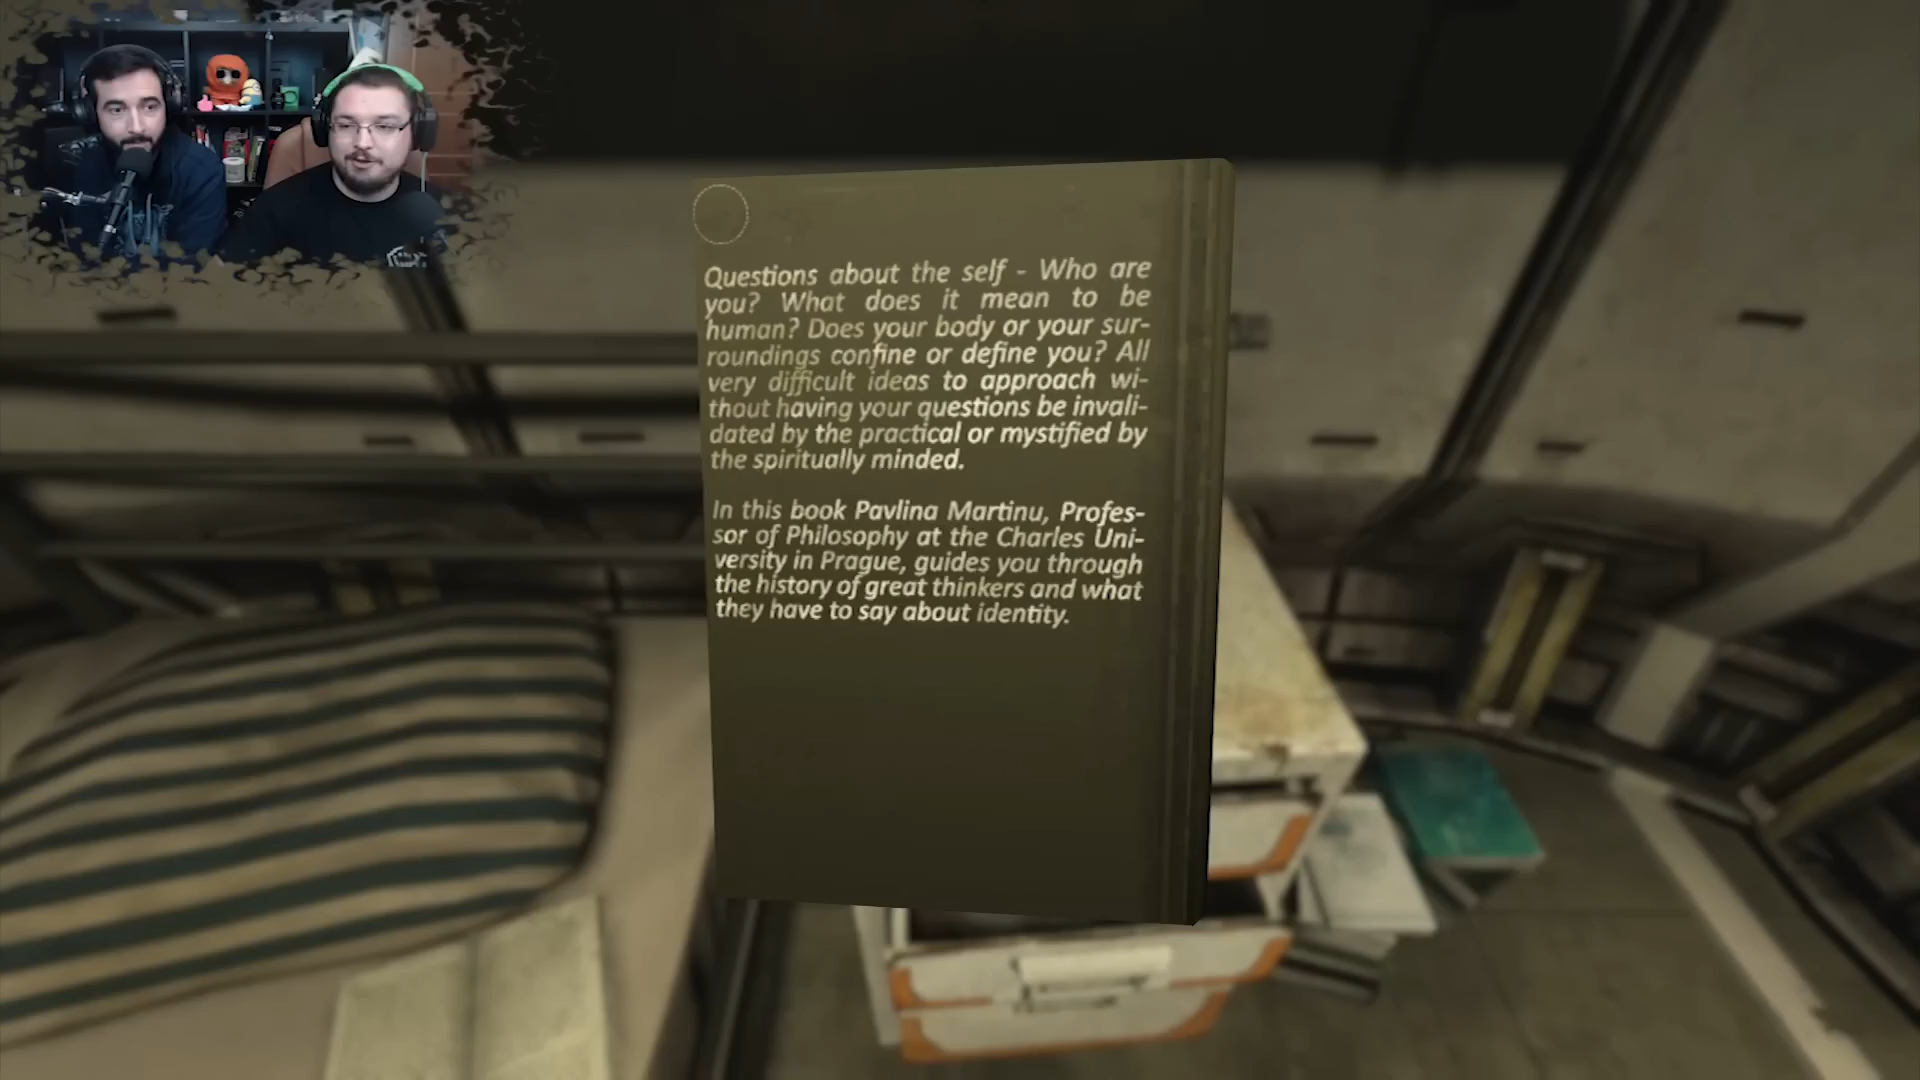 Questions about the self - Who are
you? What does it mean to be
human? Does your body or your sur-
roundings confine or define you? All
very difficult ideas to approach wi-
thout having your questions be invali-
dated by the practical or mystified by
the spiritually minded.
In this book Pavlina Martinu, Profes-
sor of Philosophy at the Charles Uni-
versity in Prague, guides you through
the history of great thinkers and what
they have to say about identity.